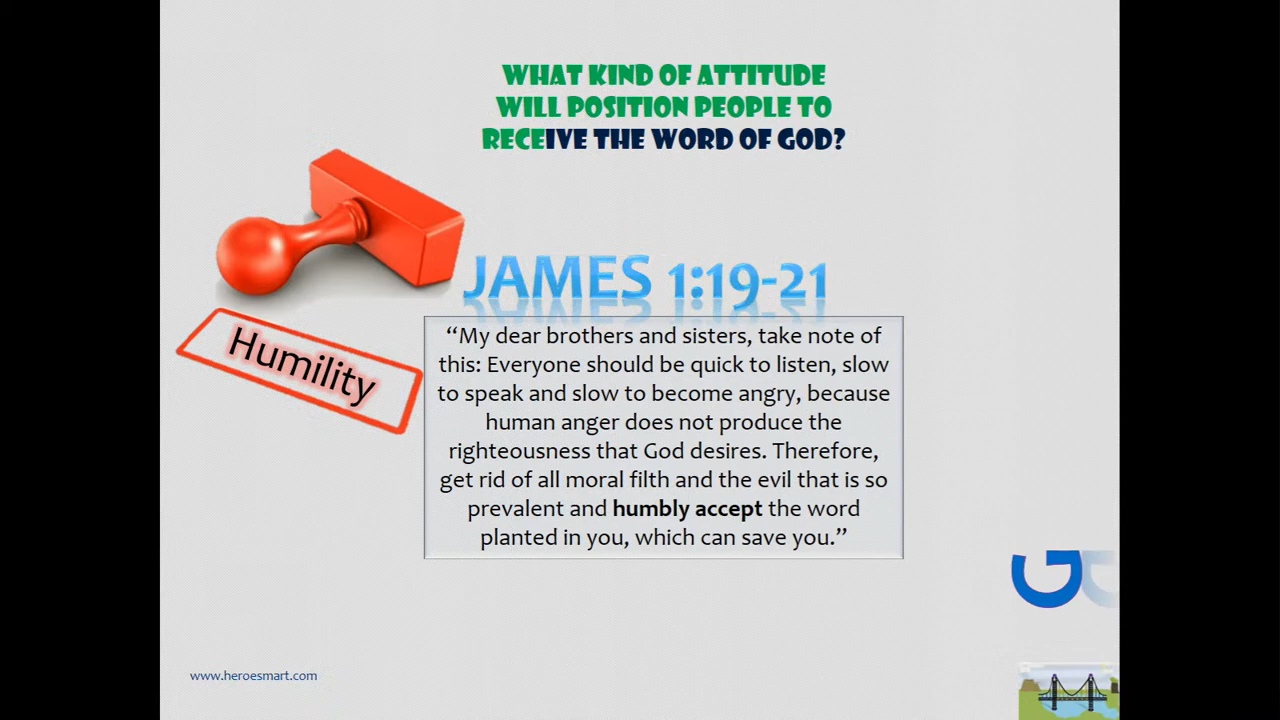 WHAT KIND OF ATTITUDE
WILL POSITION PEOPLE TO
RECEIVE THE WORD OF GOD?
JAMES 1:19-21
Humility
“My dear brothers and sisters, take note of
this: Everyone should be quick to listen, slow
to speak and slow to become angry, because
human anger does not produce the
righteousness that God desires. Therefore,
get rid of all moral filth and the evil that is so
prevalent and humbly accept the word
planted in you, which can save you.”
G
www.heroesmart.com